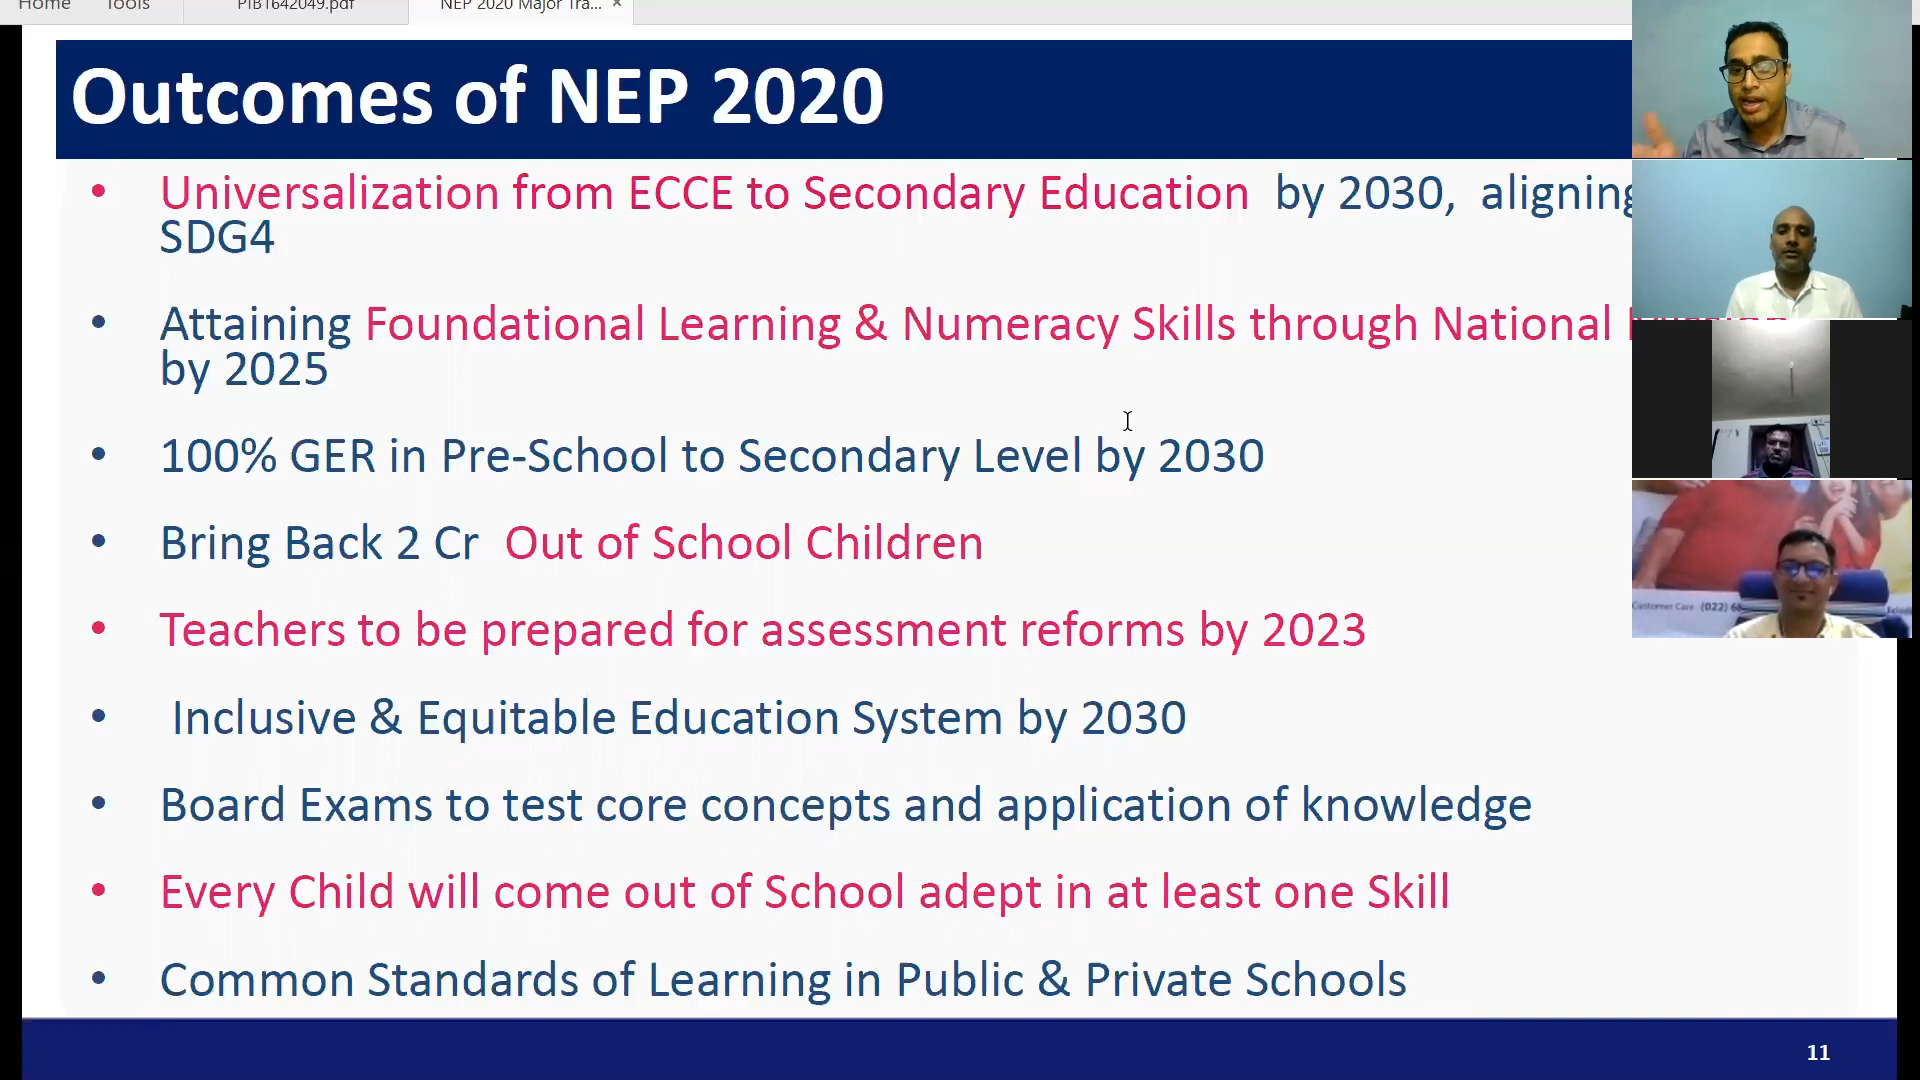 Home Tools PIB1642049.pdf NEP 2020 Major Tra... ×
Outcomes of NEP 2020
• Universalization from ECCE to Secondary Education by 2030, aligning
SDG4
• Attaining Foundational Learning & Numeracy Skills through National
by 2025
• 100% GER in Pre-School to Secondary Level by 2030
• Bring Back 2 Cr Out of School Children
• Teachers to be prepared for assessment reforms by 2023
• Inclusive & Equitable Education System by 2030
• Board Exams to test core concepts and application of knowledge
• Every Child will come out of School adept in at least one Skill
• Common Standards of Learning in Public & Private Schools
Customer Care (022) 68
11